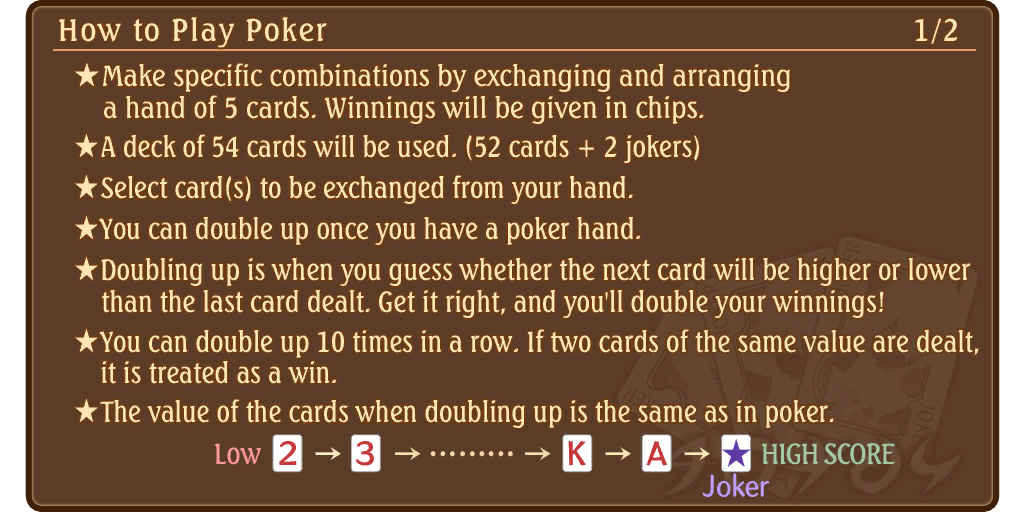 How to Play Poker 1/2
★Make specific combinations by exchanging and arranging
a hand of 5 cards. Winnings will be given in chips.
★A deck of 54 cards will be used. (52 cards + 2 jokers)
★Select card(s) to be exchanged from your hand.
★You can double up once you have a poker hand.
★Doubling up is when you guess whether the next card will be higher or lower
than the last card dealt. Get it right, and you'll double your winnings!
★You can double up 10 times in a row. If two cards of the same value are dealt,
it is treated as a win.
★The value of the cards when doubling up is the same as in poker.
Low 2 → 3 → ········· → K → A → ★ HIGH SCORE
Joker